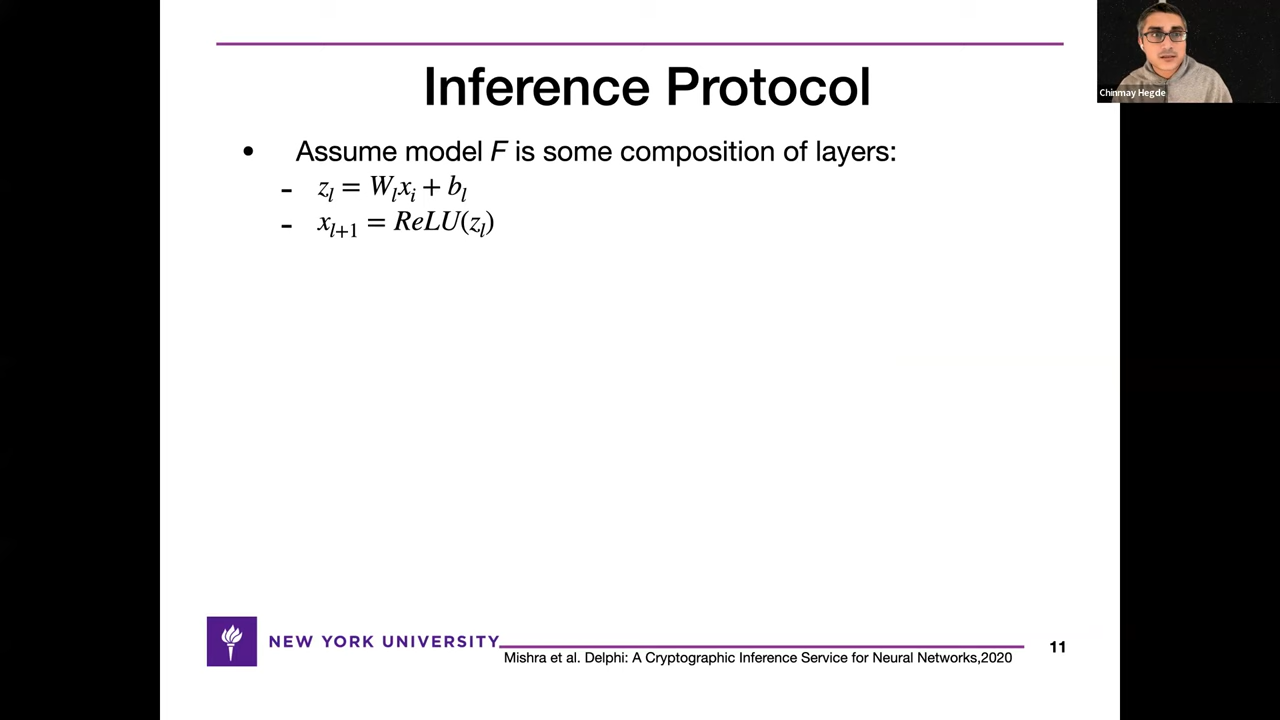 Inference Protocol
Chinmay Hegde
• Assume model F is some composition of layers:
- z_l = W_l x_i + b_l
- x_{l+1} = ReLU(z_l)
NEW YORK UNIVERSITY
Mishra et al. Delphi: A Cryptographic Inference Service for Neural Networks,2020
11